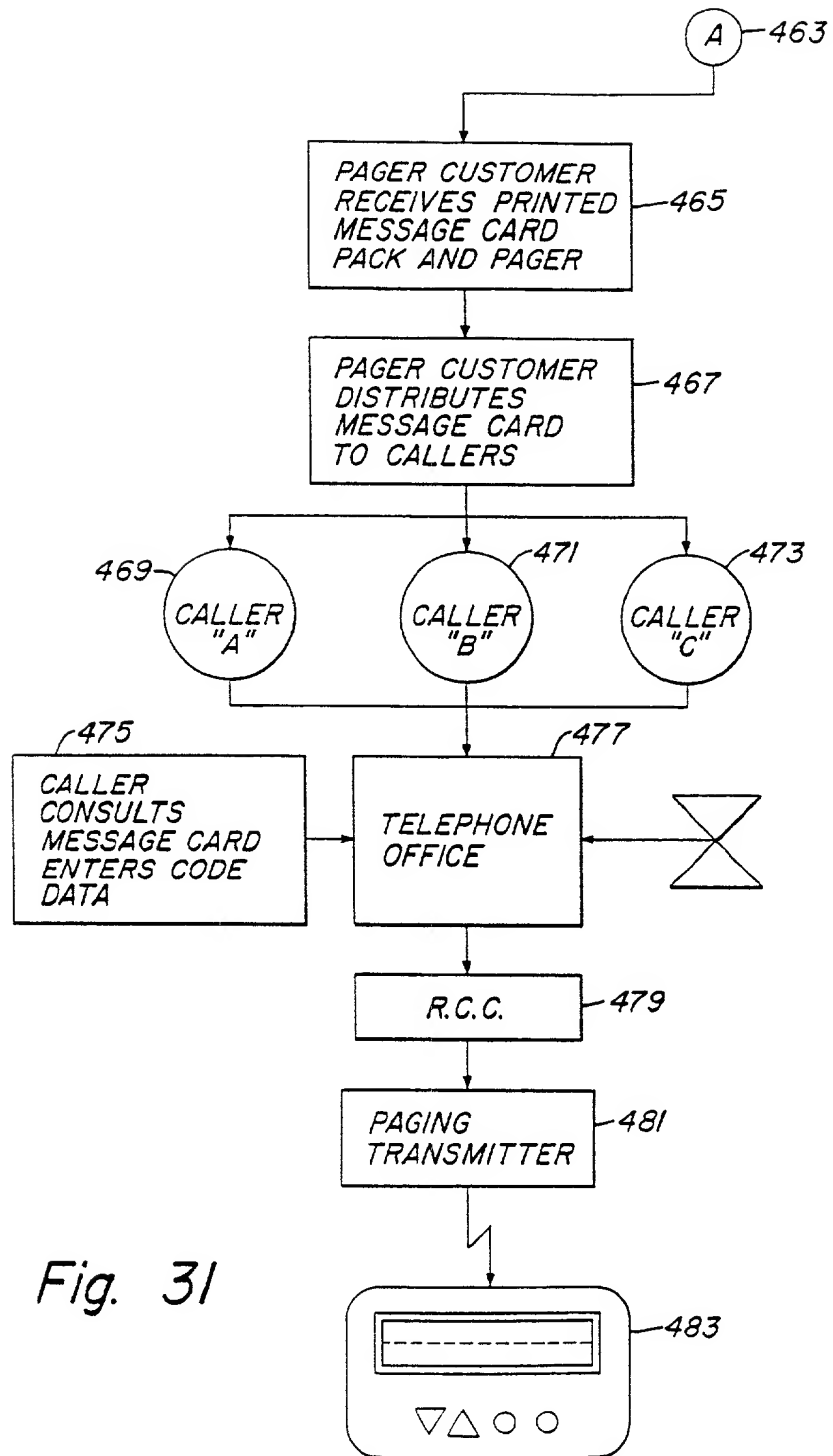 A
463
PAGER CUSTOMER
RECEIVES PRINTED
MESSAGE CARD
PACK AND PAGER
465
PAGER CUSTOMER
DISTRIBUTES
MESSAGE CARD
TO CALLERS
467
469
CALLER
"A"
471
CALLER
"B"
473
CALLER
"C"
475
CALLER
CONSULTS
MESSAGE CARD
ENTERS CODE
DATA
477
TELEPHONE
OFFICE
R.C.C.
479
PAGING
TRANSMITTER
481
Fig. 31
483